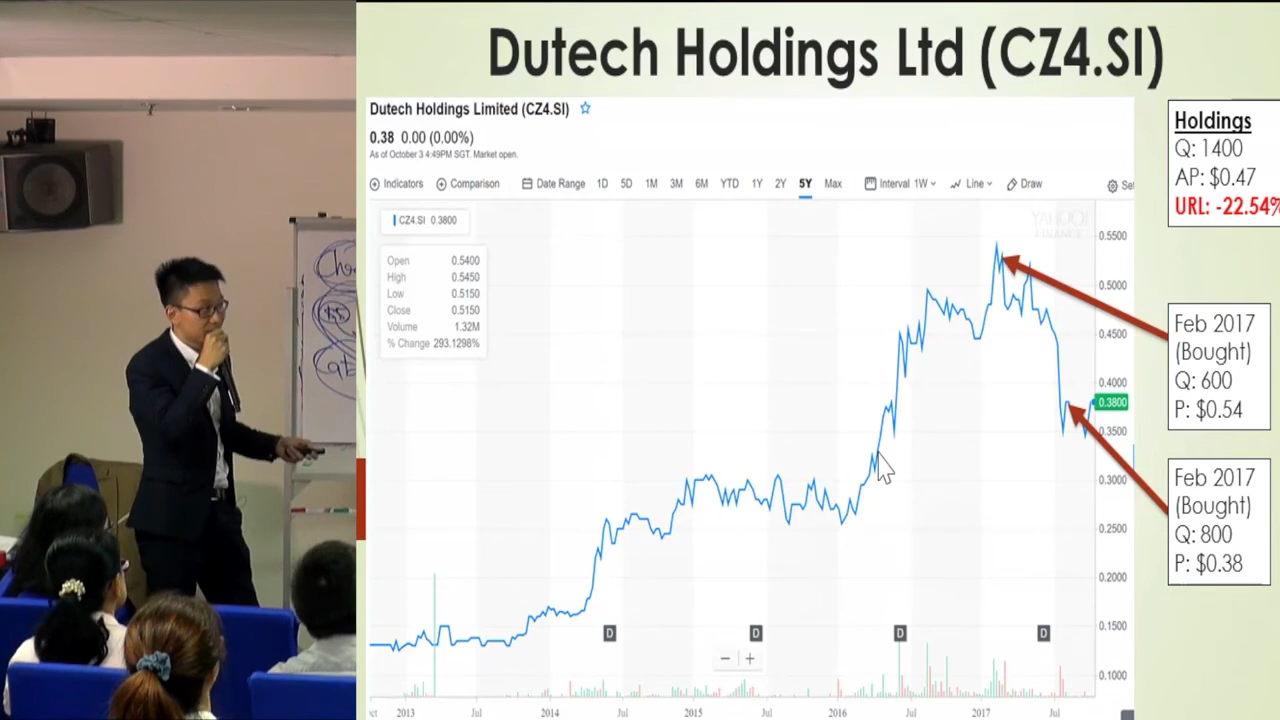 Dutech Holdings Ltd (CZ4.SI)
Dutech Holdings Limited (CZ4.SI)
0.38 0.00 (0.00%)
As of October 3 4:49PM SGT. Market open.
Indicators Comparison Date Range 1D 5D 1M 3M 6M YTD 1Y 2Y 5Y Max Interval 1W Line Draw
CZ4.SI 0.3800
YAHOO!
FINANCE
Open 0.5400
High 0.5450
Low 0.5150
Close 0.5150
Volume 1.32M
% Change 293.1298%
0.5500
0.5000
0.4500
0.4000
0.3800
0.3500
0.3000
0.2500
0.2000
0.1500
0.1000
D D D D
2013 Jul 2014 Jul 2015 Jul 2016 Jul 2017 Jul
Holdings
Q: 1400
AP: $0.47
URL: -22.54%
Feb 2017
(Bought)
Q: 600
P: $0.54
Feb 2017
(Bought)
Q: 800
P: $0.38